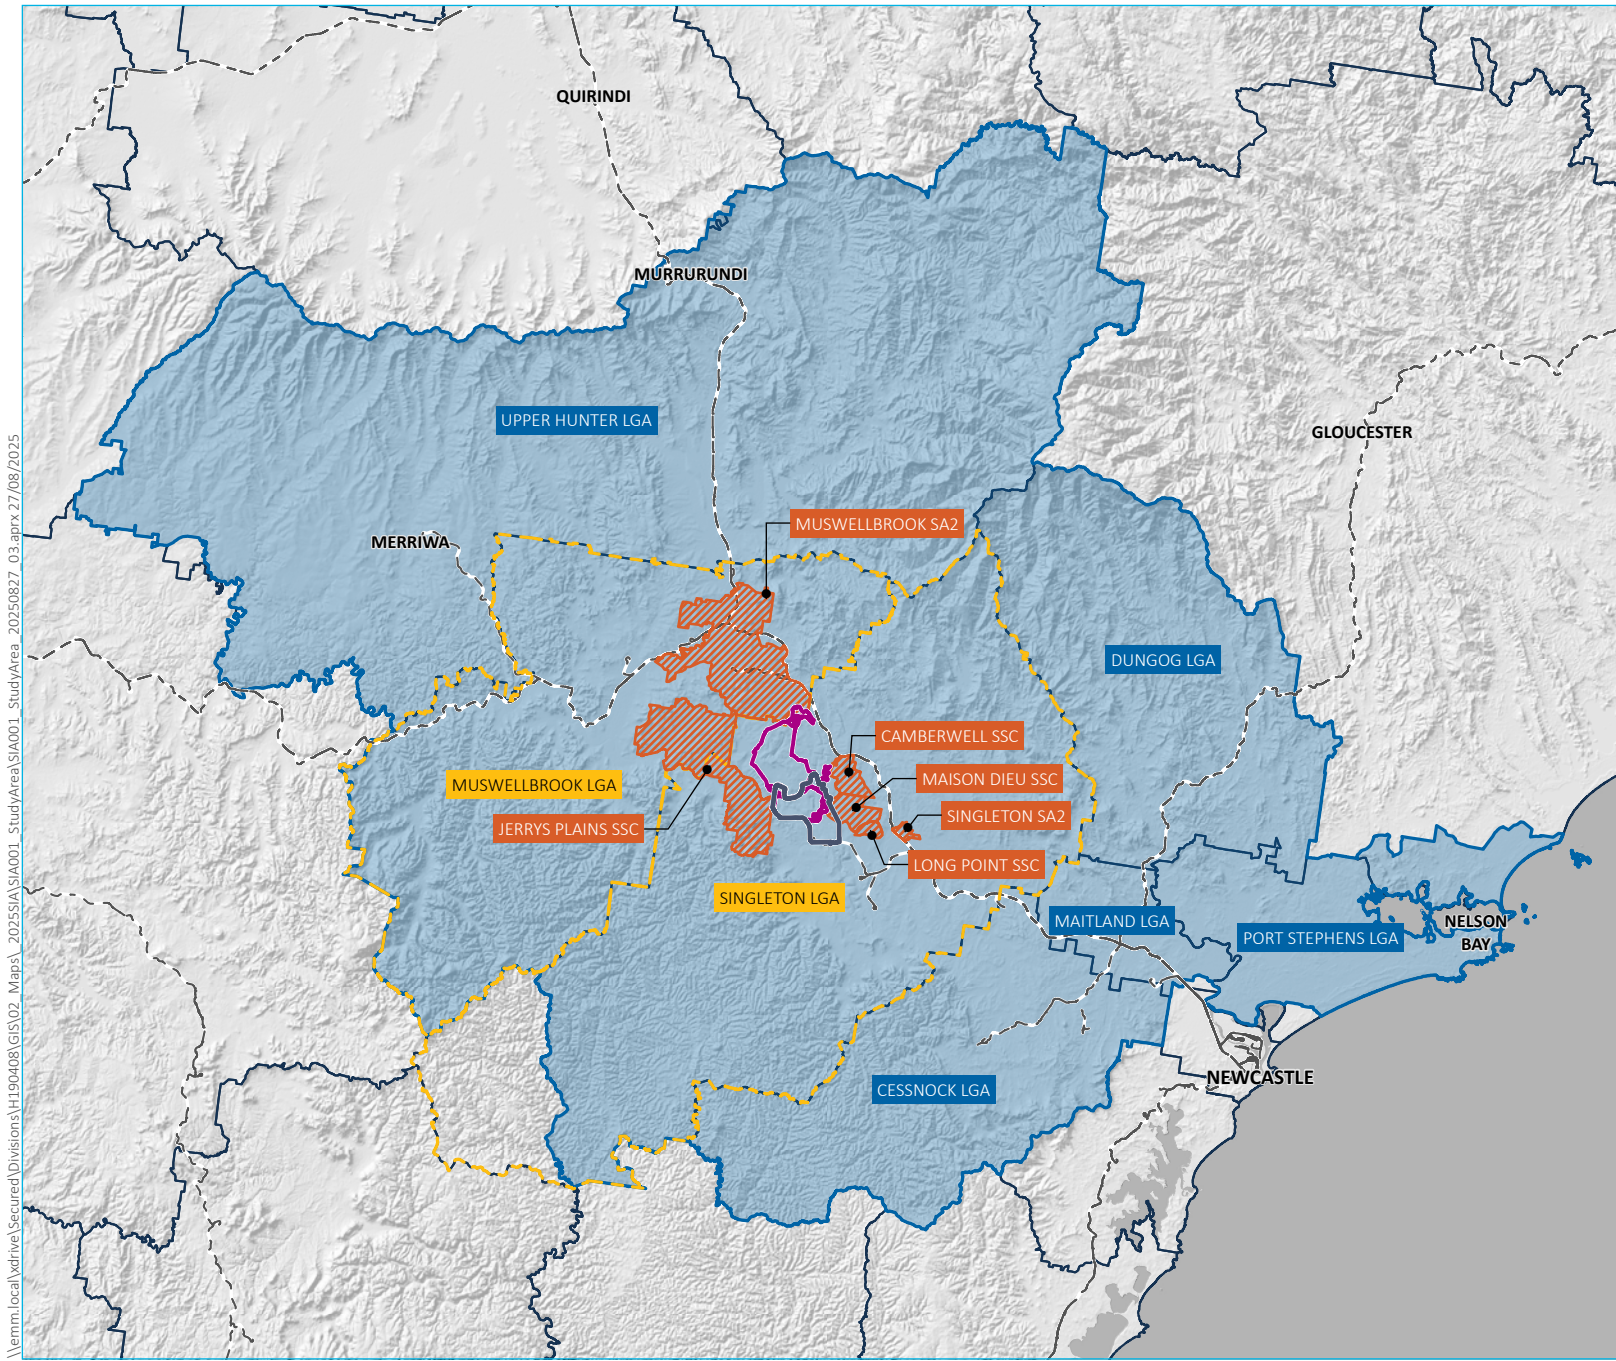 QUIRINDI
MURRURUNDI
UPPER HUNTER LGA
GLOUCESTER
MUSWELLBROOK SA2
MERRIWA
DUNGOG LGA
CAMBERWELL SSC
MAISON DIEU SSC
MUSWELLBROOK LGA
SINGLETON SA2
JERRYS PLAINS SSC
LONG POINT SSC
SINGLETON LGA
MAITLAND LGA
NELSON
BAY
PORT STEPHENS LGA
NEWCASTLE
CESSNOCK LGA
\\emm.local\xdrive\Secured\Divisions\H190408\GIS\02_Maps\_2025SIA\SIA001_StudyArea\SIA001_StudyArea_20250827_03.aprx 27/08/2025